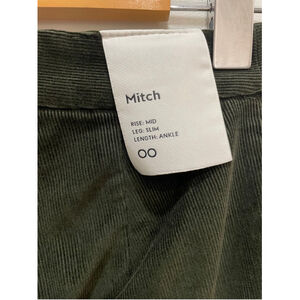 Mitch
RISE: MID
LEG: SLIM
LENGTH: ANKLE
00